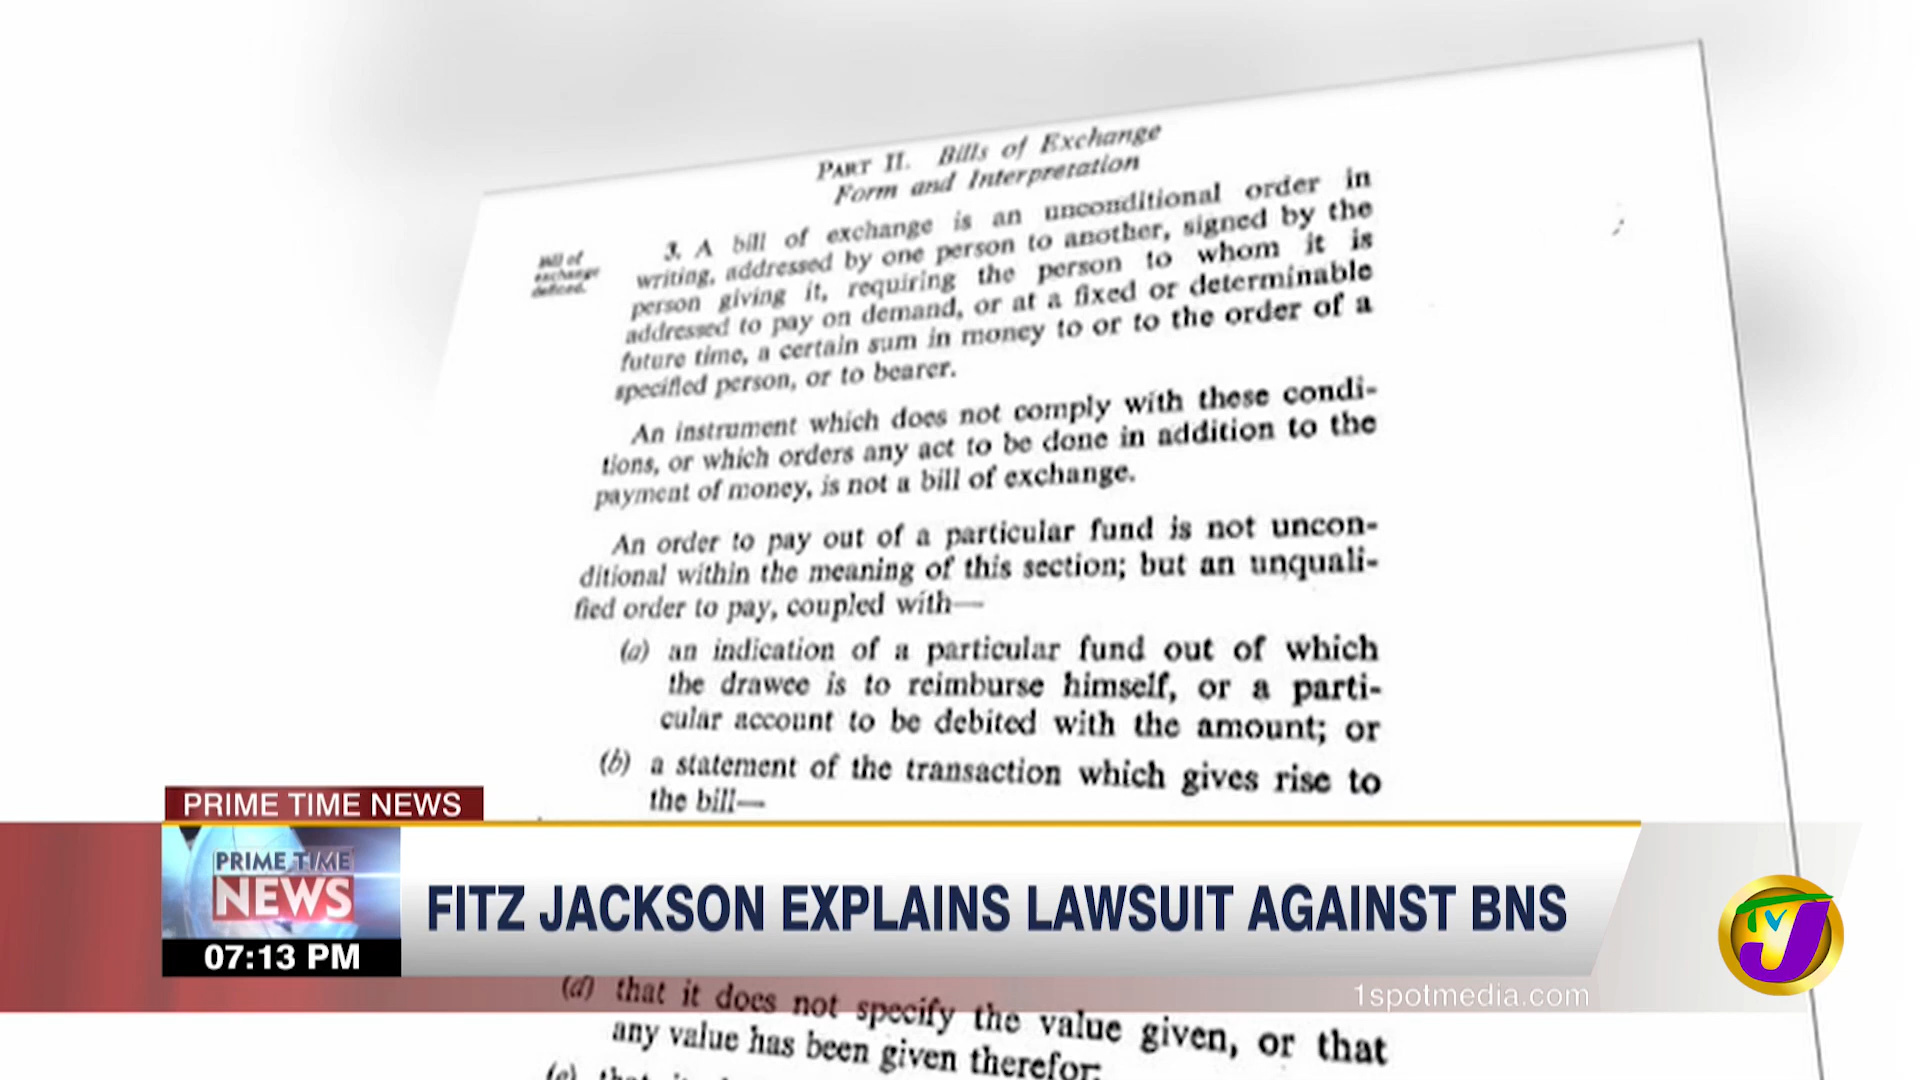 PART II. Bills of Exchange
Form and Interpretation
Bill of
exchange
defined.
3. A bill of exchange is an unconditional order in
writing, addressed by one person to another, signed by the
person giving it, requiring the person to whom it is
addressed to pay on demand, or at a fixed or determinable
future time, a certain sum in money to or to the order of a
specified person, or to bearer.
An instrument which does not comply with these condi-
tions, or which orders any act to be done in addition to the
payment of money, is not a bill of exchange.
An order to pay out of a particular fund is not uncon-
ditional within the meaning of this section; but an unquali-
fied order to pay, coupled with—
(a) an indication of a particular fund out of which
the drawee is to reimburse himself, or a parti-
cular account to be debited with the amount; or
(b) a statement of the transaction which gives rise to
the bill—
PRIME TIME NEWS
PRIME TIME
NEWS
07:13 PM
FITZ JACKSON EXPLAINS LAWSUIT AGAINST BNS
TVJ
1spotmedia.com
(d) that it does not specify the value given, or that
any value has been given therefor;